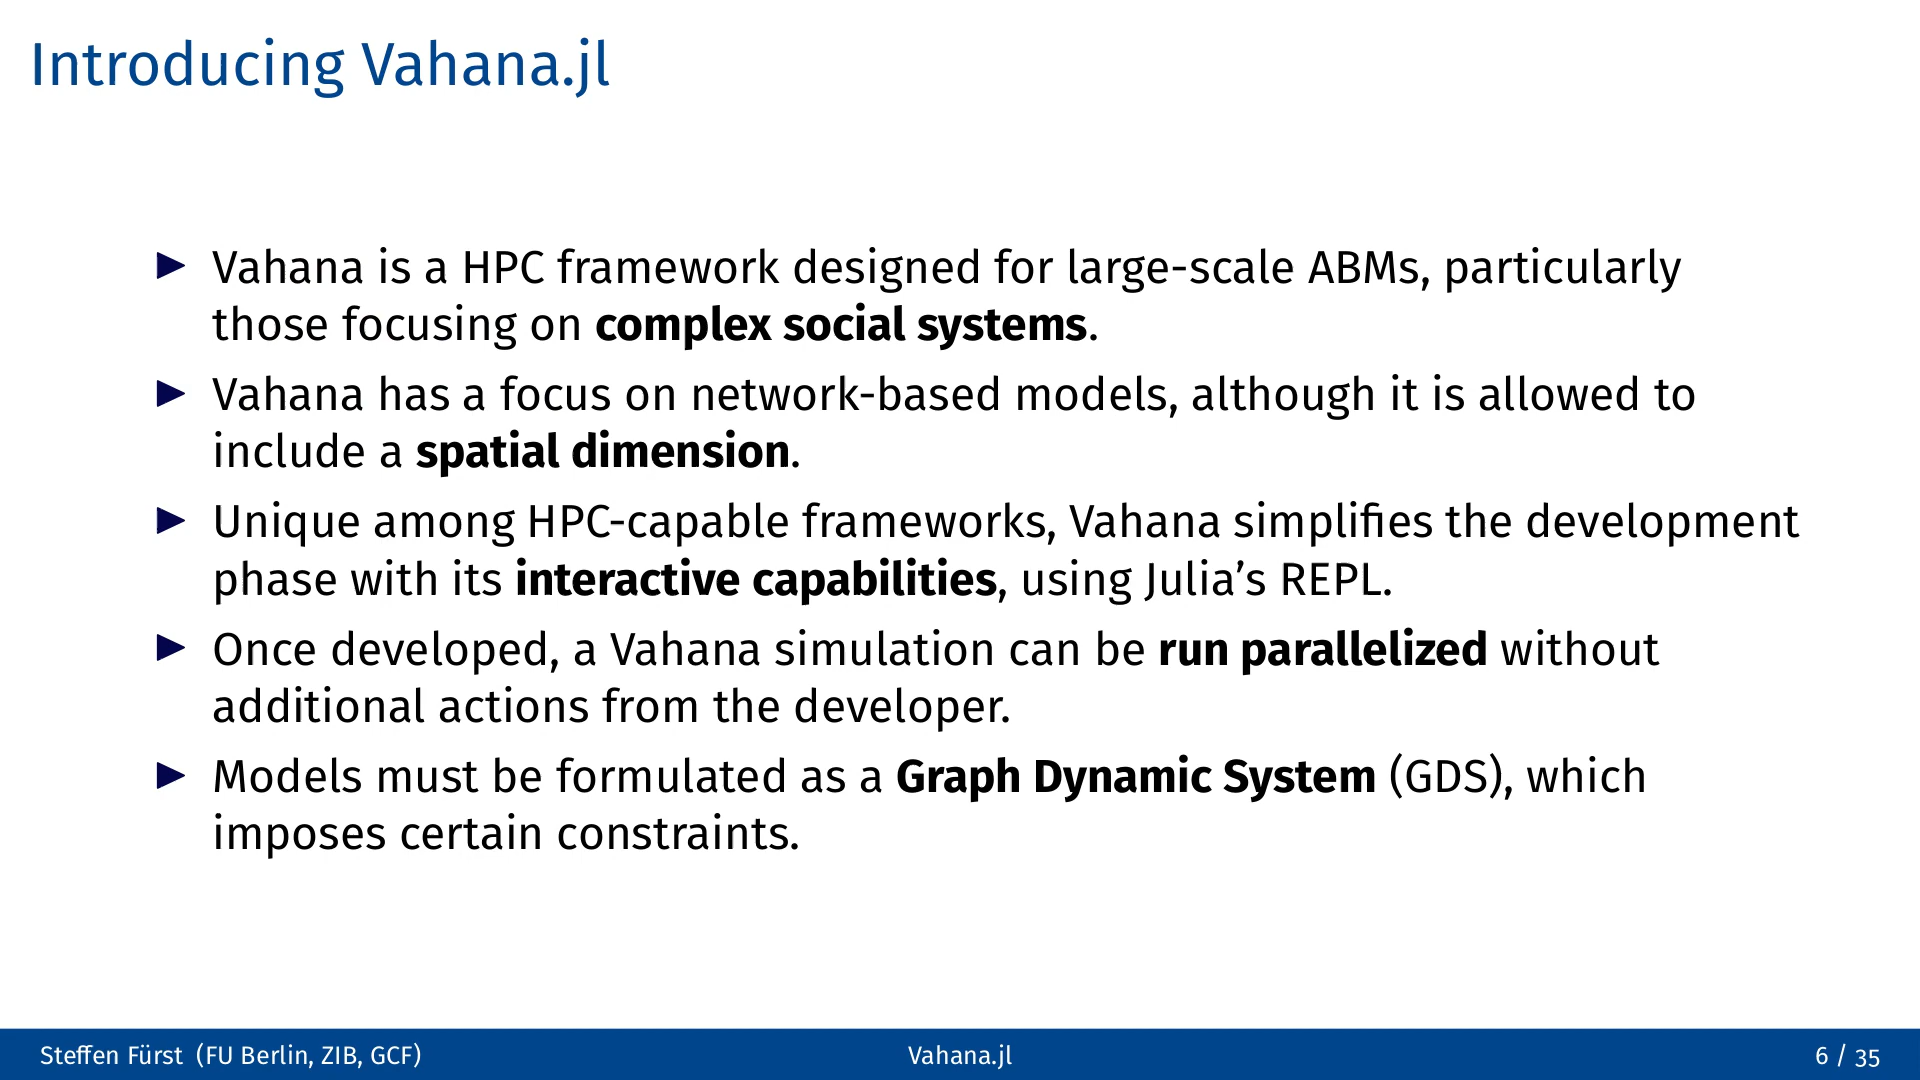 Introducing Vahana.jl
▶ Vahana is a HPC framework designed for large-scale ABMs, particularly
those focusing on complex social systems.
▶ Vahana has a focus on network-based models, although it is allowed to
include a spatial dimension.
▶ Unique among HPC-capable frameworks, Vahana simplifies the development
phase with its interactive capabilities, using Julia’s REPL.
▶ Once developed, a Vahana simulation can be run parallelized without
additional actions from the developer.
▶ Models must be formulated as a Graph Dynamic System (GDS), which
imposes certain constraints.
Steffen Fürst (FU Berlin, ZIB, GCF) Vahana.jl 6 / 35